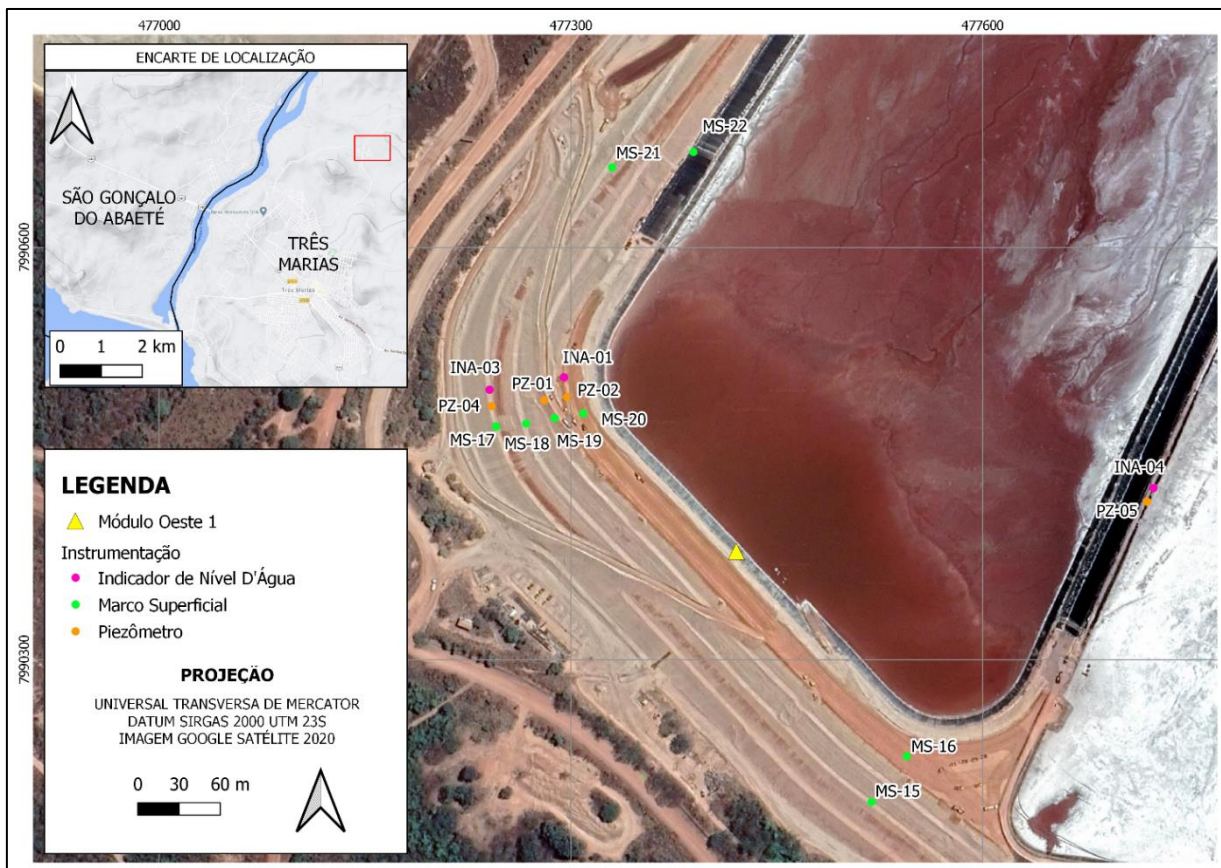 477000
477300
477600
ENCARTE DE LOCALIZAÇÃO
N
SÃO GONÇALO
DO ABAETÉ
TRÊS
MARIAS
Três Marias
0 1 2 km
7990600
7990300
MS-22
MS-21
INA-01
INA-03
PZ-01
PZ-02
PZ-04
MS-20
MS-17
MS-18
MS-19
INA-04
PZ-05
MS-16
MS-15
LEGENDA
Módulo Oeste 1
Instrumentação
Indicador de Nível D'Água
Marco Superficial
Piezômetro
PROJEÇÃO
UNIVERSAL TRANSVERSA DE MERCATOR
DATUM SIRGAS 2000 UTM 23S
IMAGEM GOOGLE SATÉLITE 2020
0 30 60 m